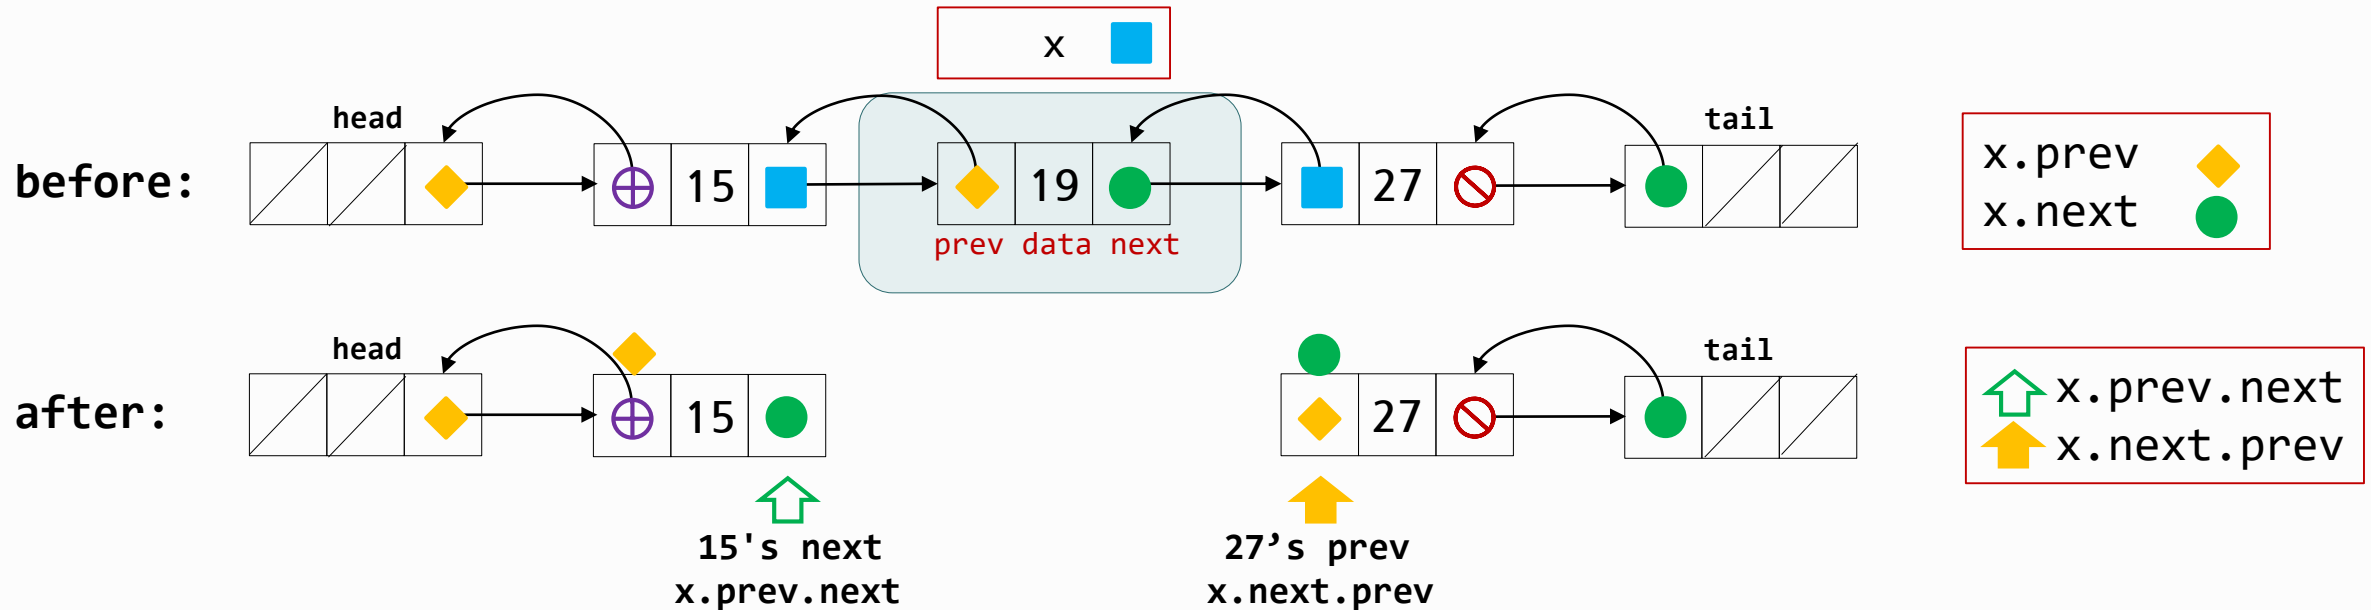 x
head
tail
before:
15
19
27
prev data next
x.prev
x.next
head
tail
after:
15
27
x.prev.next
x.next.prev
15's next
x.prev.next
27’s prev
x.next.prev